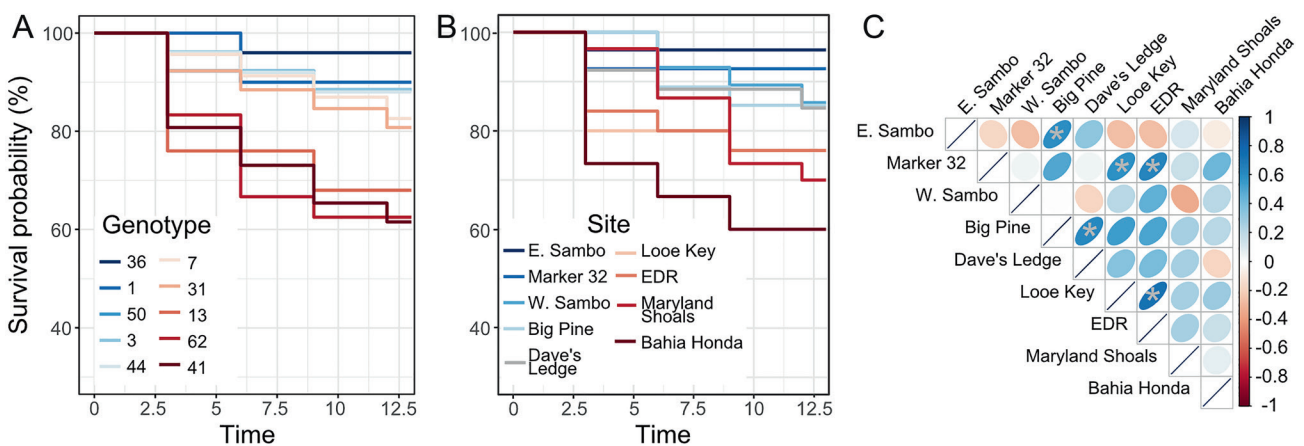 A
Survival probability (%)
100
80
60
40
Genotype
36
1
50
3
44
7
31
13
62
41
0
2.5
5
7.5
10
12.5
Time
B
100
80
60
40
Site
E. Sambo
Marker 32
W. Sambo
Big Pine
Dave's
Ledge
Looe Key
EDR
Maryland
Shoals
Bahia Honda
0
2.5
5
7.5
10
12.5
Time
C
E. Sambo
Marker 32
W. Sambo
Big Pine
Dave's Ledge
Looe Key
EDR
Maryland Shoals
Bahia Honda
E. Sambo
*
Marker 32
* *
W. Sambo
Big Pine
*
Dave's Ledge
Looe Key
*
EDR
Maryland Shoals
Bahia Honda
1
0.8
0.6
0.4
0.2
0
-0.2
-0.4
-0.6
-0.8
-1